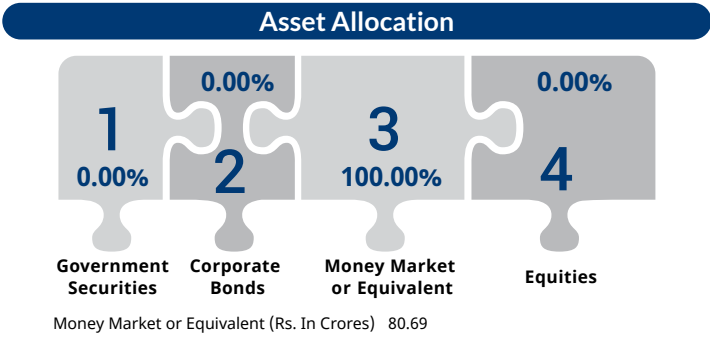 Asset Allocation
0.00%
0.00%
1
3
0.00%
2
100.00%
4
Government
Securities
Corporate
Bonds
Money Market
or Equivalent
Equities
Money Market or Equivalent (Rs. In Crores) 80.69